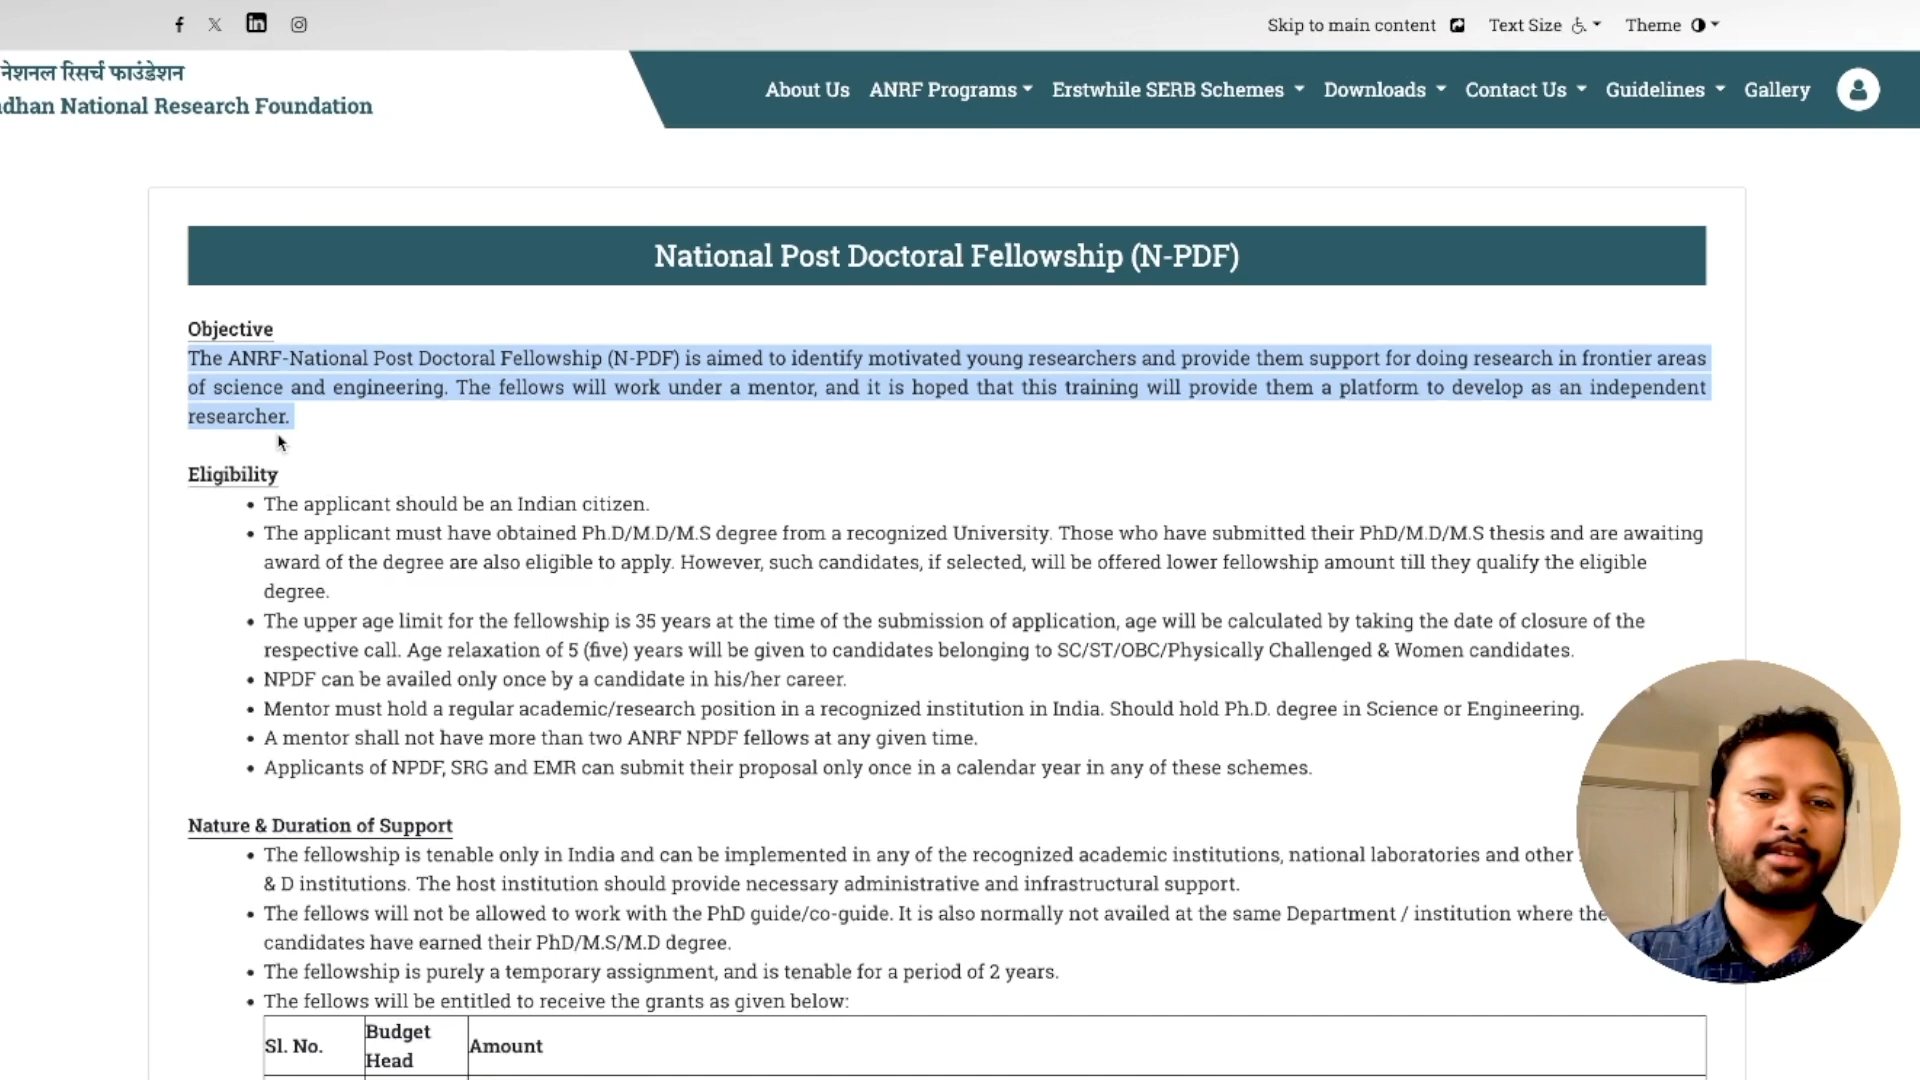 Skip to main content Text Size Theme
नेशनल रिसर्च फाउंडेशन
National Research Foundation
About Us ANRF Programs Erstwhile SERB Schemes Downloads Contact Us Guidelines Gallery
National Post Doctoral Fellowship (N-PDF)
Objective
The ANRF-National Post Doctoral Fellowship (N-PDF) is aimed to identify motivated young researchers and provide them support for doing research in frontier areas
of science and engineering. The fellows will work under a mentor, and it is hoped that this training will provide them a platform to develop as an independent
researcher.
Eligibility
• The applicant should be an Indian citizen.
• The applicant must have obtained Ph.D/M.D/M.S degree from a recognized University. Those who have submitted their PhD/M.D/M.S thesis and are awaiting
award of the degree are also eligible to apply. However, such candidates, if selected, will be offered lower fellowship amount till they qualify the eligible
degree.
• The upper age limit for the fellowship is 35 years at the time of the submission of application, age will be calculated by taking the date of closure of the
respective call. Age relaxation of 5 (five) years will be given to candidates belonging to SC/ST/OBC/Physically Challenged & Women candidates.
• NPDF can be availed only once by a candidate in his/her career.
• Mentor must hold a regular academic/research position in a recognized institution in India. Should hold Ph.D. degree in Science or Engineering.
• A mentor shall not have more than two ANRF NPDF fellows at any given time.
• Applicants of NPDF, SRG and EMR can submit their proposal only once in a calendar year in any of these schemes.
Nature & Duration of Support
• The fellowship is tenable only in India and can be implemented in any of the recognized academic institutions, national laboratories and other
& D institutions. The host institution should provide necessary administrative and infrastructural support.
• The fellows will not be allowed to work with the PhD guide/co-guide. It is also normally not availed at the same Department / institution where the
candidates have earned their PhD/M.S/M.D degree.
• The fellowship is purely a temporary assignment, and is tenable for a period of 2 years.
• The fellows will be entitled to receive the grants as given below:
Sl. No. Budget Head Amount